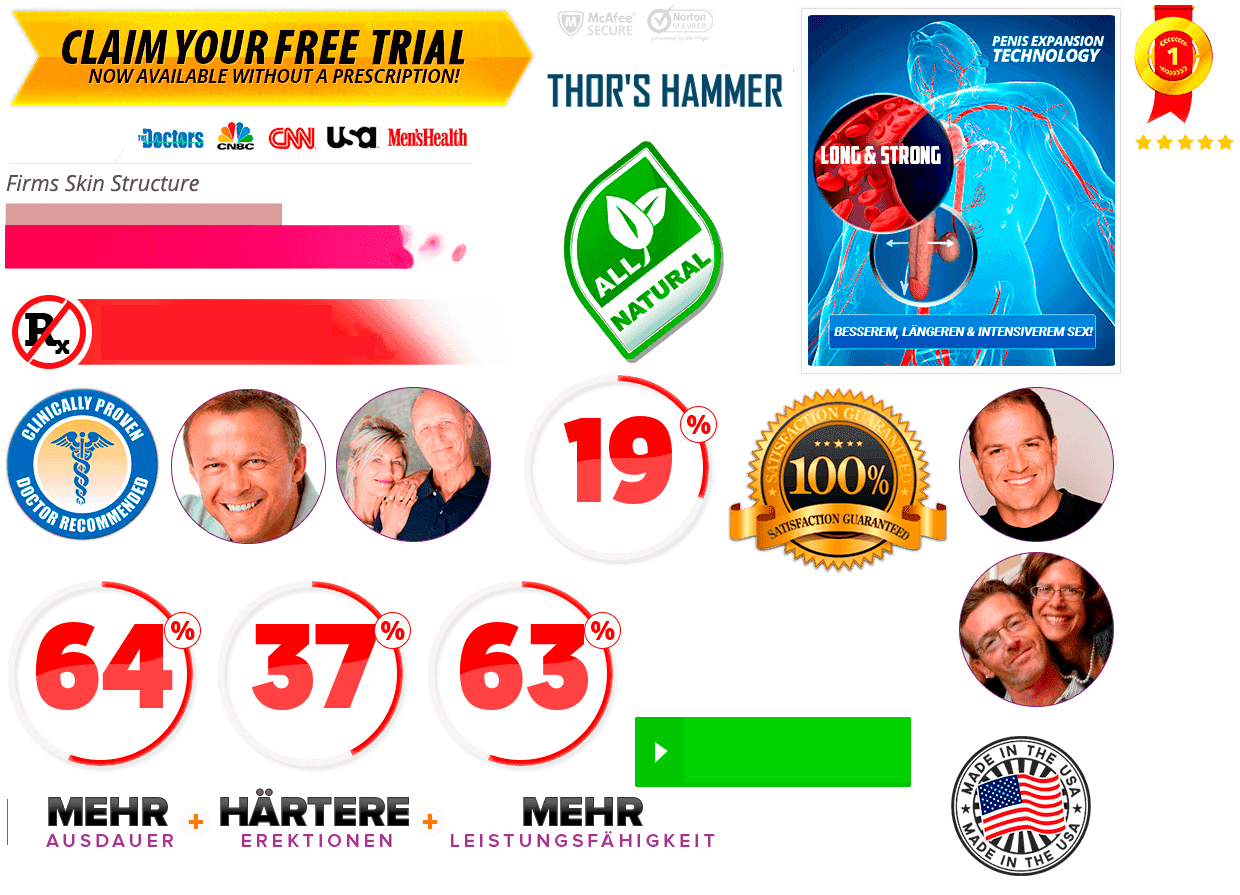 CLAIM YOUR FREE TRIAL
NOW AVAILABLE WITHOUT A PRESCRIPTION!
McAfee
SECURE
Norton
SECURED
powered by VeriSign
THOR'S HAMMER
PENIS EXPANSION
TECHNOLOGY
1
THE Doctors
CNBC
CNN
USA
Men'sHealth
LONG & STRONG
Firms Skin Structure
ALL
NATURAL
Rx
BESSEREM, LÄNGEREN & INTENSIVEREM SEX!
CLINICALLY PROVEN
DOCTOR RECOMMENDED
19%
SATISFACTION GUARANTEED
100%
SATISFACTION GUARANTEED
64%
37%
63%
MEHR + HÄRTERE + MEHR
AUSDAUER EREKTIONEN LEISTUNGSFÄHIGKEIT
MADE IN THE USA
MADE IN THE USA